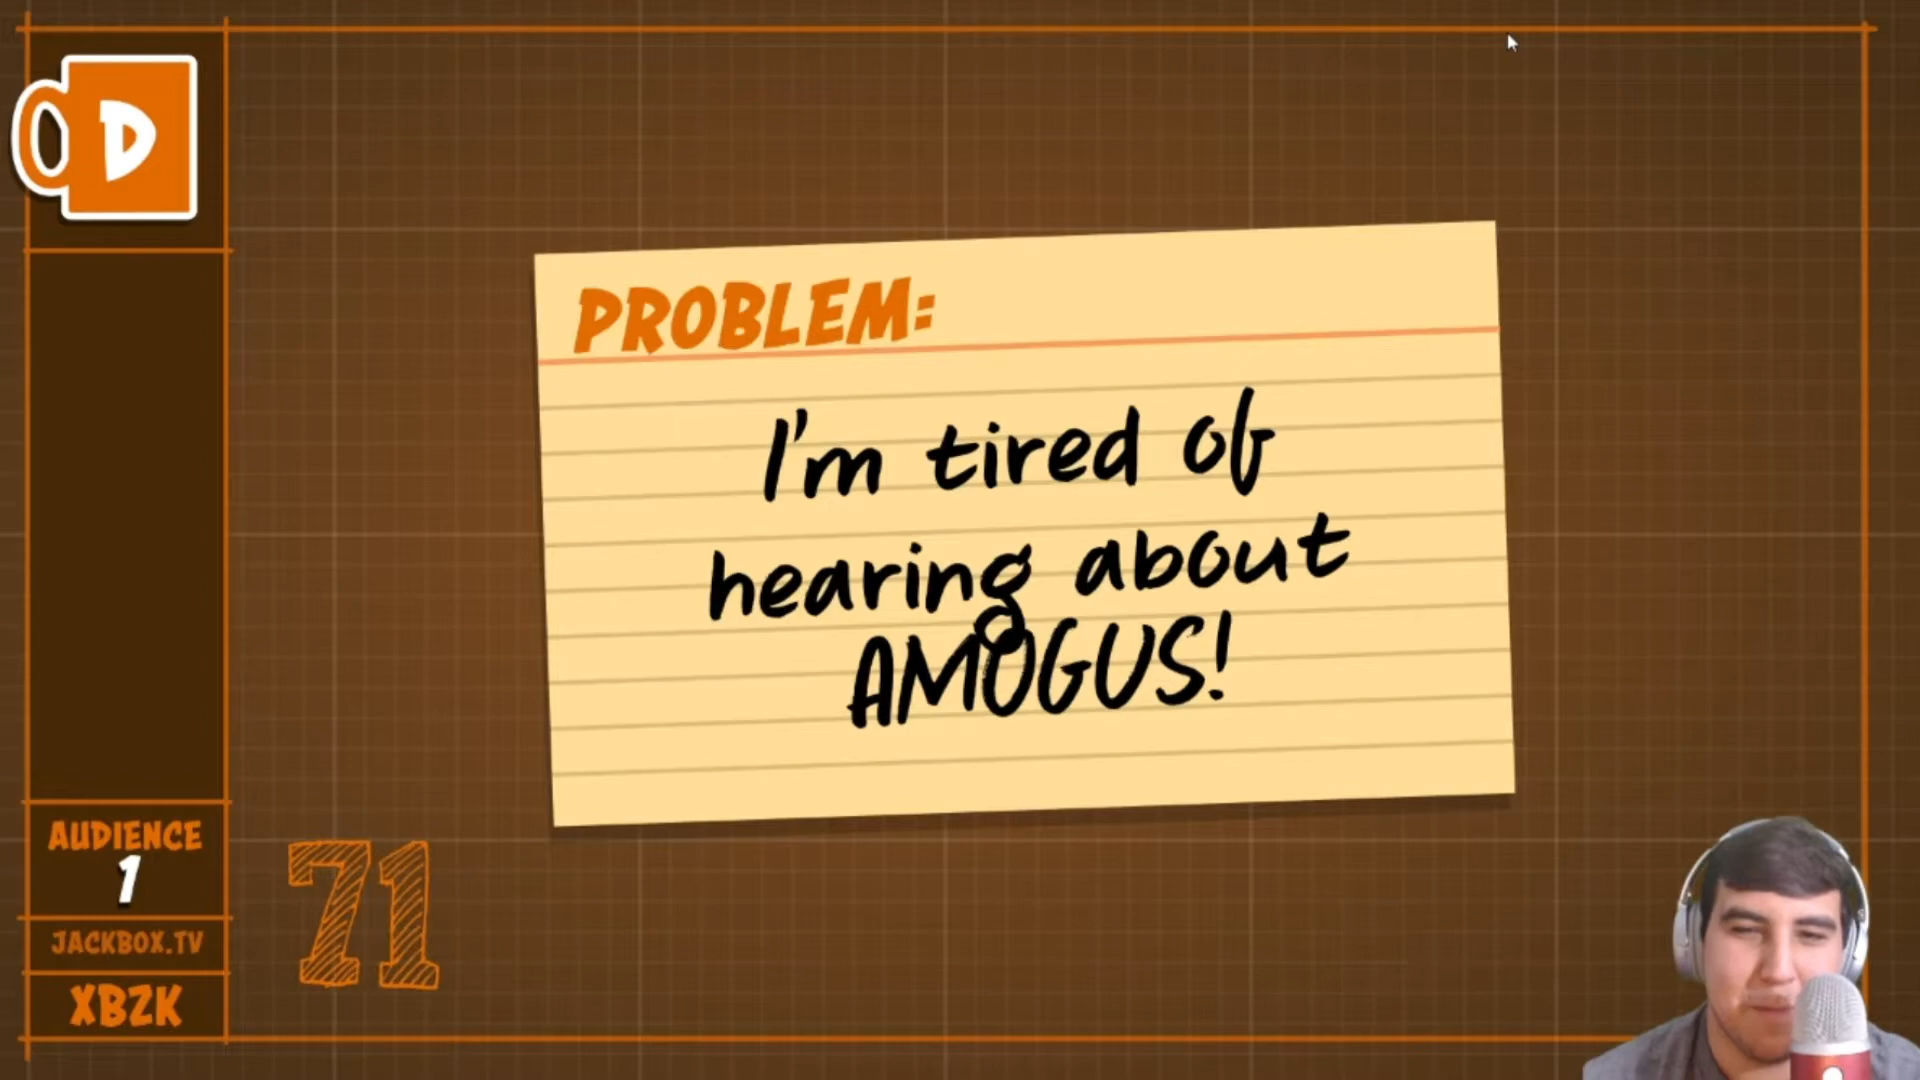 D
PROBLEM:
I'm tired of
hearing about
AMOGUS!
AUDIENCE
1
71
JACKBOX.TV
XBZK